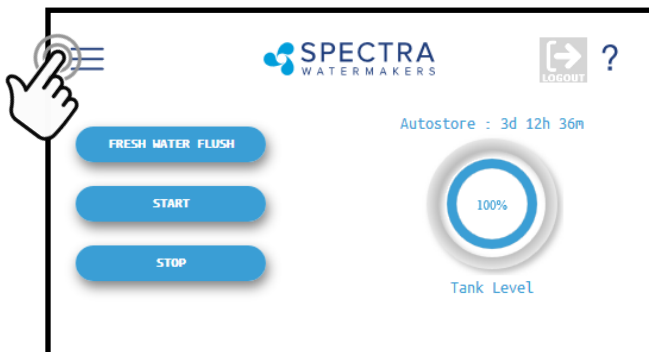 SPECTRA
WATERMAKERS
LOGOUT
?
Autostore : 3d 12h 36m
FRESH WATER FLUSH
START
100%
STOP
Tank Level